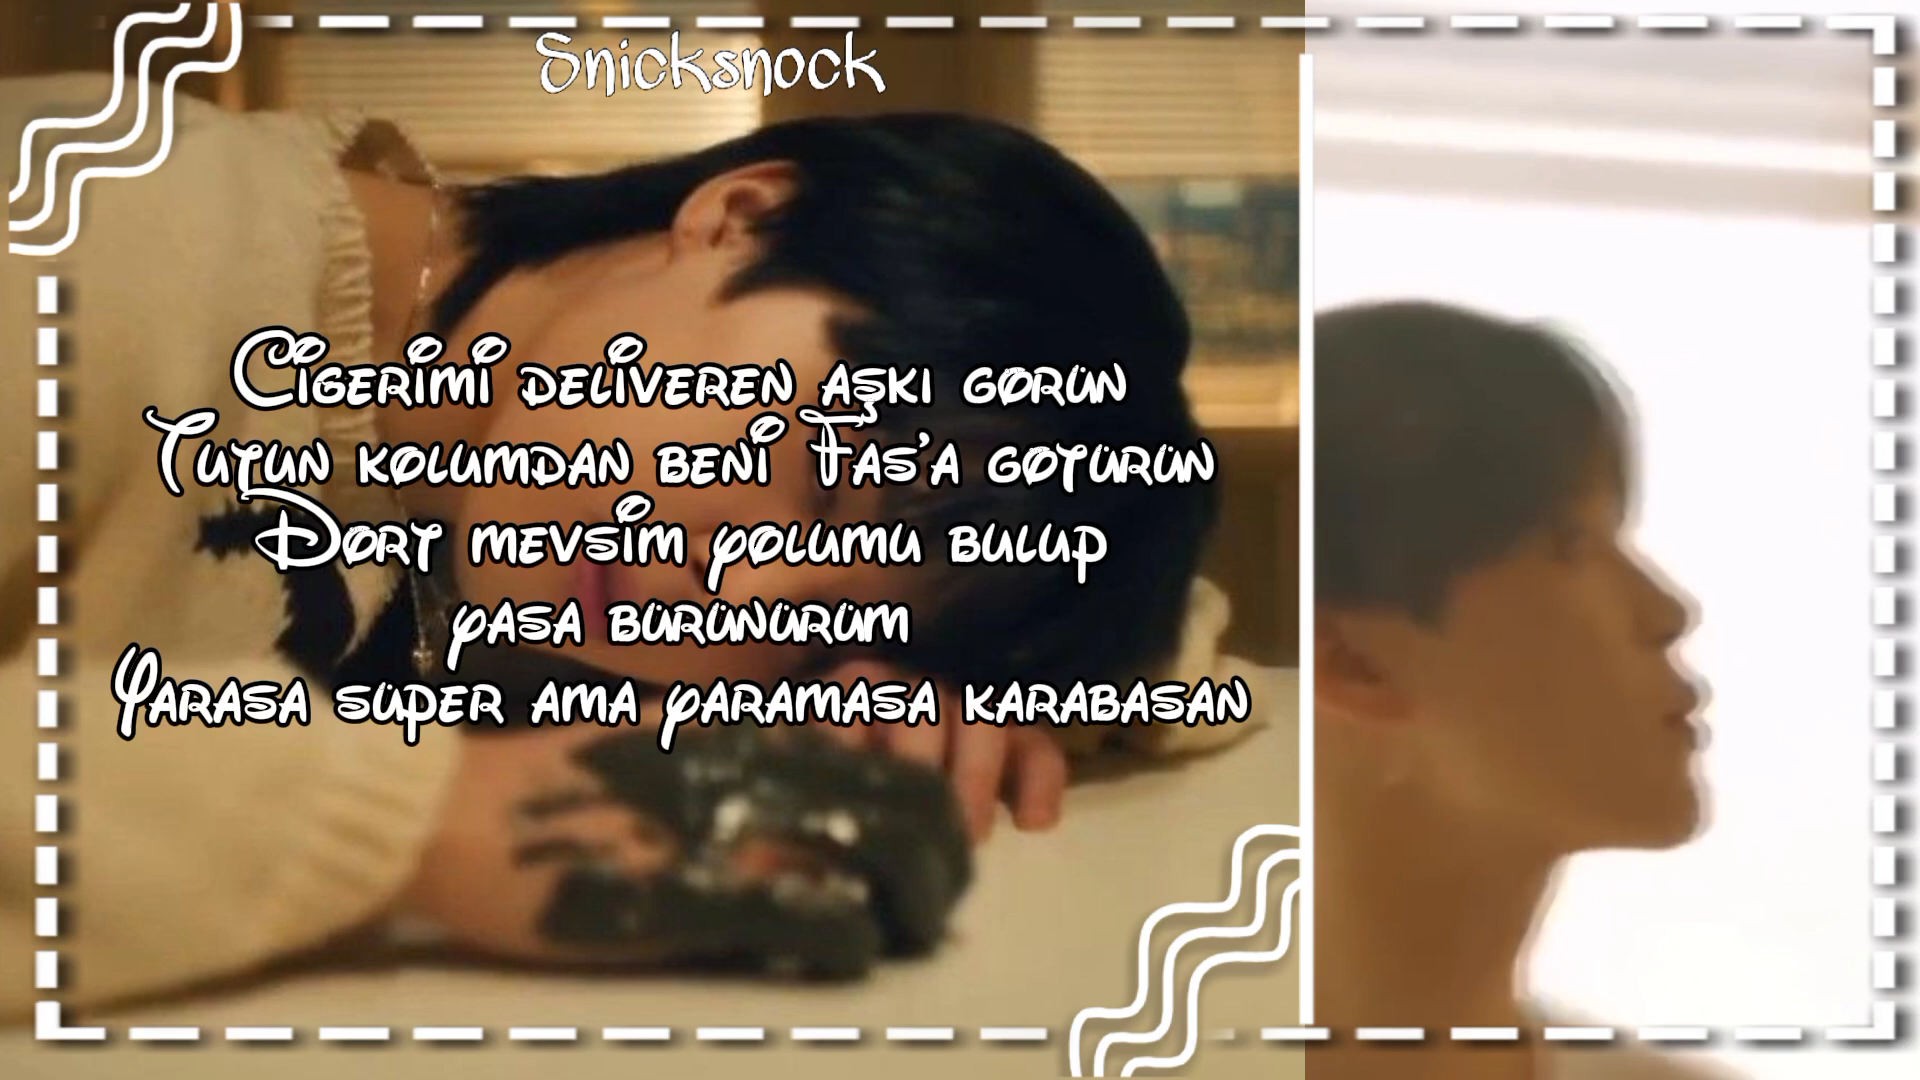 Snicksnock
Cigerimi deliveren aşkı görün
Tutun kolumdan beni Fas'a götürün
Dört mevsim yolumu bulup
yasa bürünürüm
Yarasa süper ama yaramasa karabasan